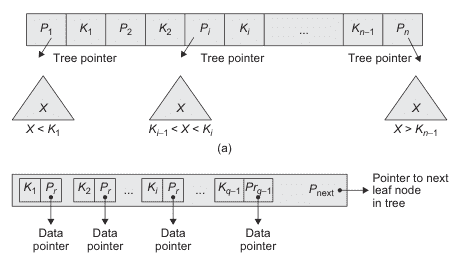 P1 K1 P2 K2 Pi Ki ... Kn–1 Pn
Tree pointer Tree pointer Tree pointer
X X X
X < K1 Ki–1 < X < Ki X > Kn–1
(a)
K1 Pr K2 Pr ... Ki Pr ... Kq–1 Prq–1 Pnext
Pointer to next
leaf node
in tree
Data Data Data Data
pointer pointer pointer pointer